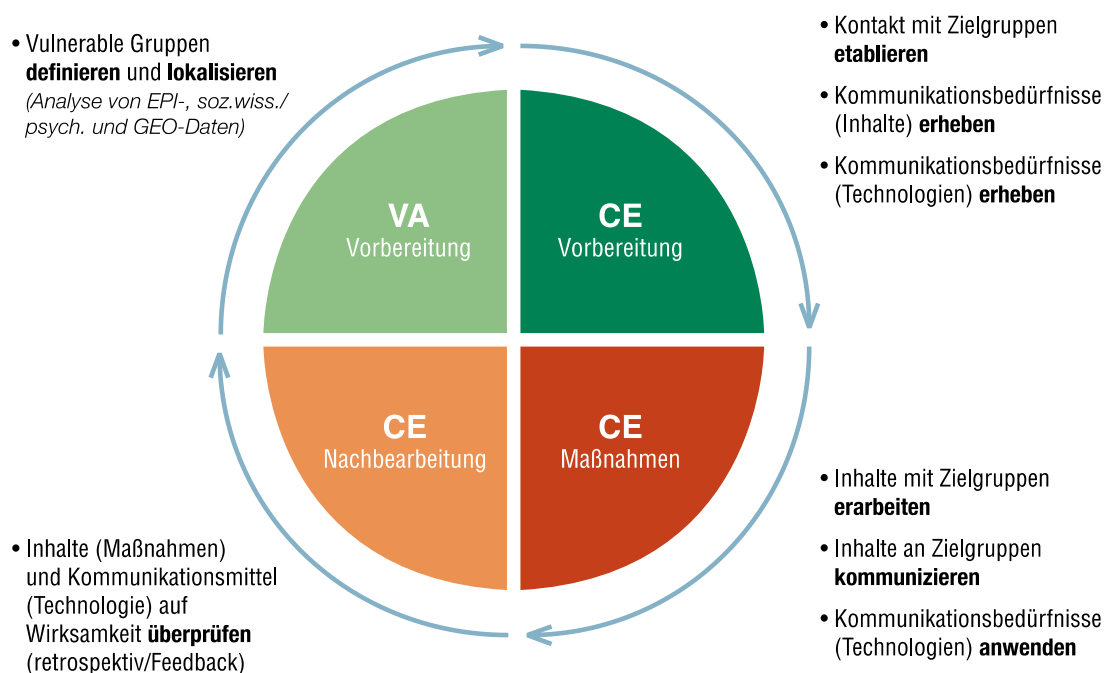 • Vulnerable Gruppen
definieren und lokalisieren
(Analyse von EPI-, soz.wiss./
psych. und GEO-Daten)
• Kontakt mit Zielgruppen
etablieren
• Kommunikationsbedürfnisse
(Inhalte) erheben
• Kommunikationsbedürfnisse
(Technologien) erheben
VA
Vorbereitung
CE
Vorbereitung
CE
Nachbearbeitung
CE
Maßnahmen
• Inhalte (Maßnahmen)
und Kommunikationsmittel
(Technologie) auf
Wirksamkeit überprüfen
(retrospektiv/Feedback)
• Inhalte mit Zielgruppen
erarbeiten
• Inhalte an Zielgruppen
kommunizieren
• Kommunikationsbedürfnisse
(Technologien) anwenden